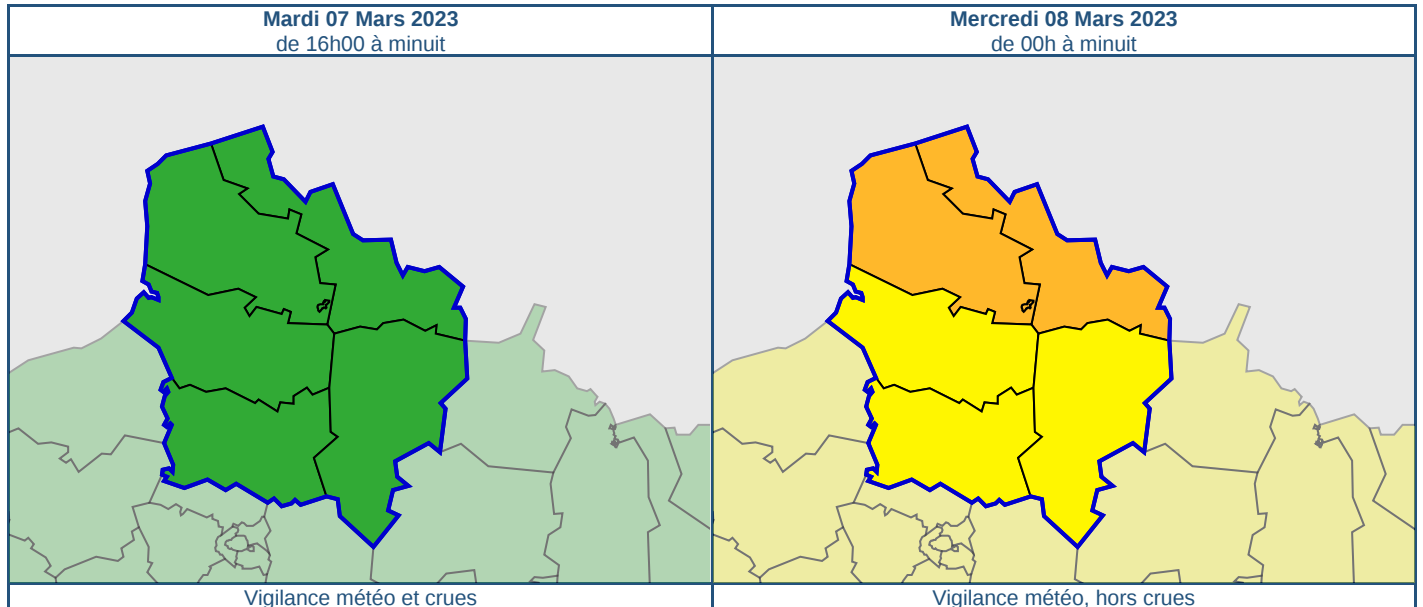 Mardi 07 Mars 2023
de 16h00 à minuit
Mercredi 08 Mars 2023
de 00h à minuit
Vigilance météo et crues
Vigilance météo, hors crues